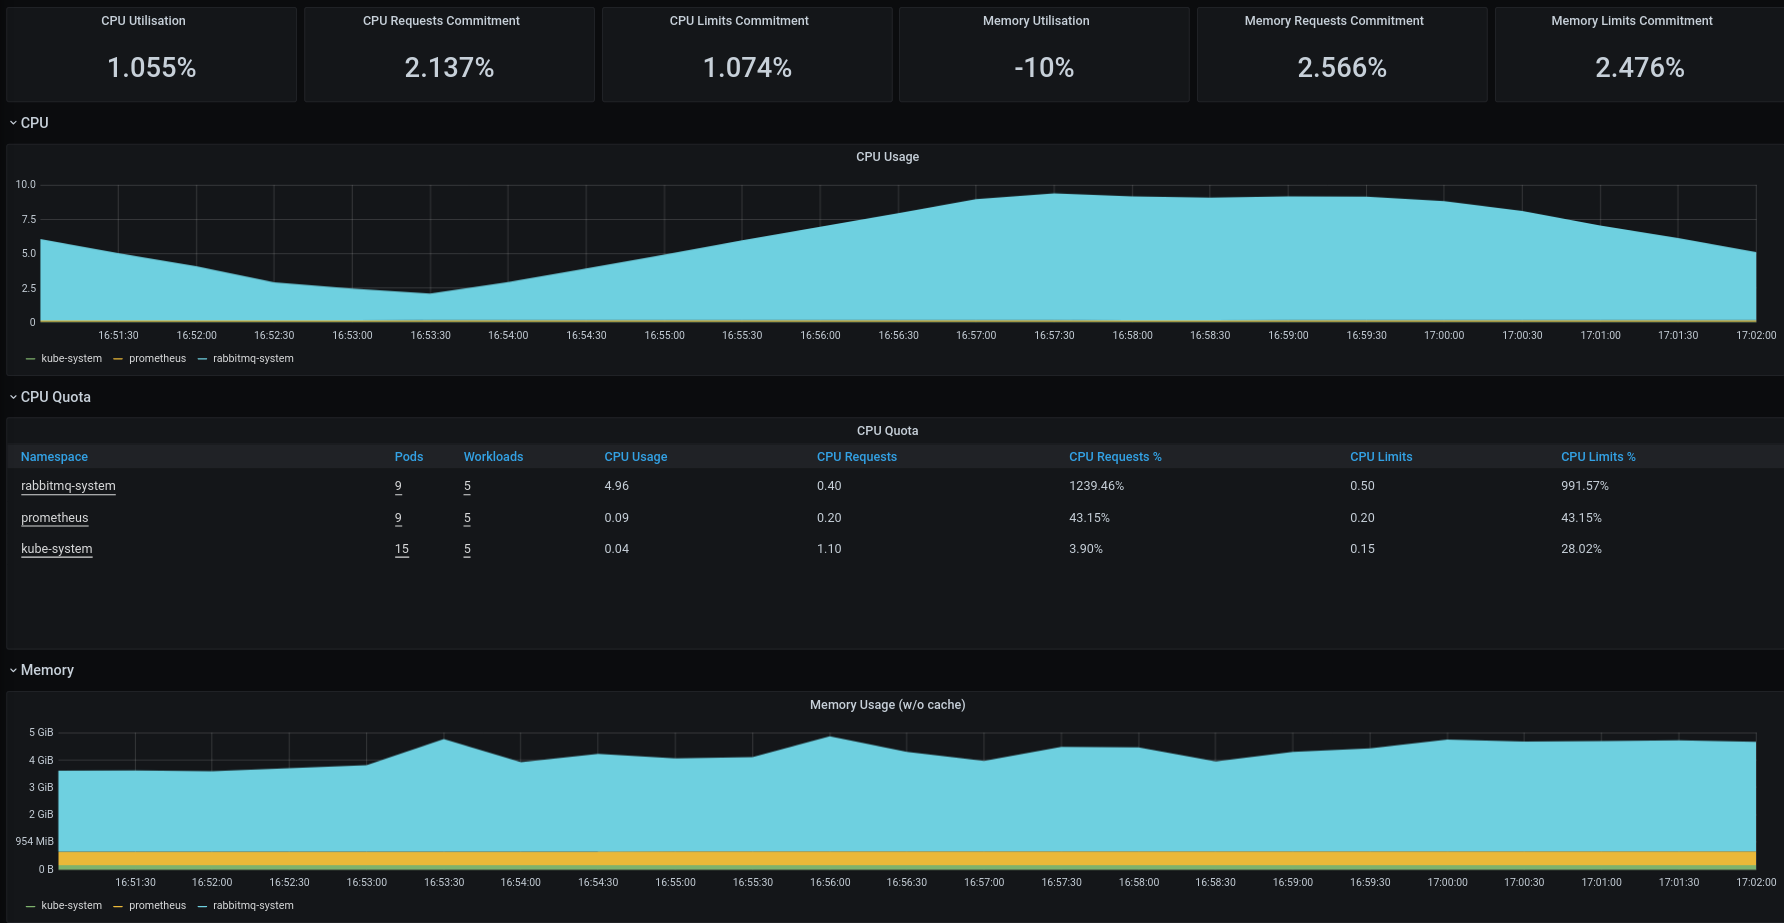 CPU Utilisation CPU Requests Commitment CPU Limits Commitment Memory Utilisation Memory Requests Commitment Memory Limits Commitment
1.055% 2.137% 1.074% -10% 2.566% 2.476%
CPU
CPU Usage
10.0
7.5
5.0
2.5
0
16:51:30 16:52:00 16:52:30 16:53:00 16:53:30 16:54:00 16:54:30 16:55:00 16:55:30 16:56:00 16:56:30 16:57:00 16:57:30 16:58:00 16:58:30 16:59:00 16:59:30 17:00:00 17:00:30 17:01:00 17:01:30 17:02:00
kube-system prometheus rabbitmq-system
CPU Quota
CPU Quota
Namespace Pods Workloads CPU Usage CPU Requests CPU Requests % CPU Limits CPU Limits %
rabbitmq-system 9 5 4.96 0.40 1239.46% 0.50 991.57%
prometheus 9 5 0.09 0.20 43.15% 0.20 43.15%
kube-system 15 5 0.04 1.10 3.90% 0.15 28.02%
Memory
Memory Usage (w/o cache)
5 GiB
4 GiB
3 GiB
2 GiB
954 MiB
0 B
16:51:30 16:52:00 16:52:30 16:53:00 16:53:30 16:54:00 16:54:30 16:55:00 16:55:30 16:56:00 16:56:30 16:57:00 16:57:30 16:58:00 16:58:30 16:59:00 16:59:30 17:00:00 17:00:30 17:01:00 17:01:30 17:02:00
kube-system prometheus rabbitmq-system